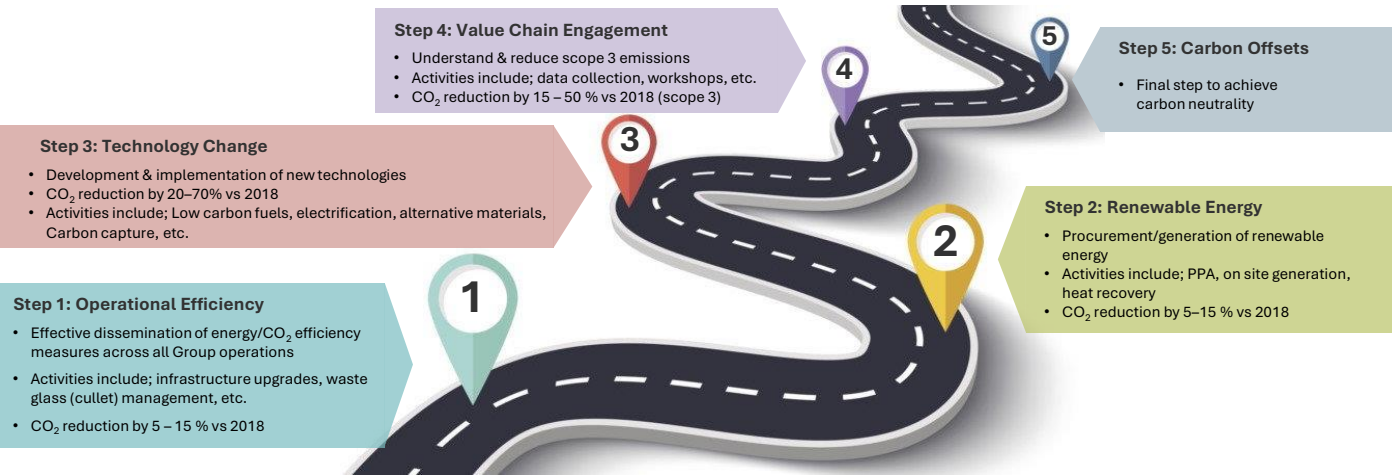 Step 4: Value Chain Engagement
• Understand & reduce scope 3 emissions
• Activities include; data collection, workshops, etc.
• CO₂ reduction by 15 – 50 % vs 2018 (scope 3)
4
5
Step 5: Carbon Offsets
• Final step to achieve
carbon neutrality
Step 3: Technology Change
• Development & implementation of new technologies
• CO₂ reduction by 20–70% vs 2018
• Activities include; Low carbon fuels, electrification, alternative materials,
Carbon capture, etc.
3
2
Step 2: Renewable Energy
• Procurement/generation of renewable
energy
• Activities include; PPA, on site generation,
heat recovery
• CO₂ reduction by 5–15 % vs 2018
Step 1: Operational Efficiency
• Effective dissemination of energy/CO₂ efficiency
measures across all Group operations
• Activities include; infrastructure upgrades, waste
glass (cullet) management, etc.
• CO₂ reduction by 5 – 15 % vs 2018
1